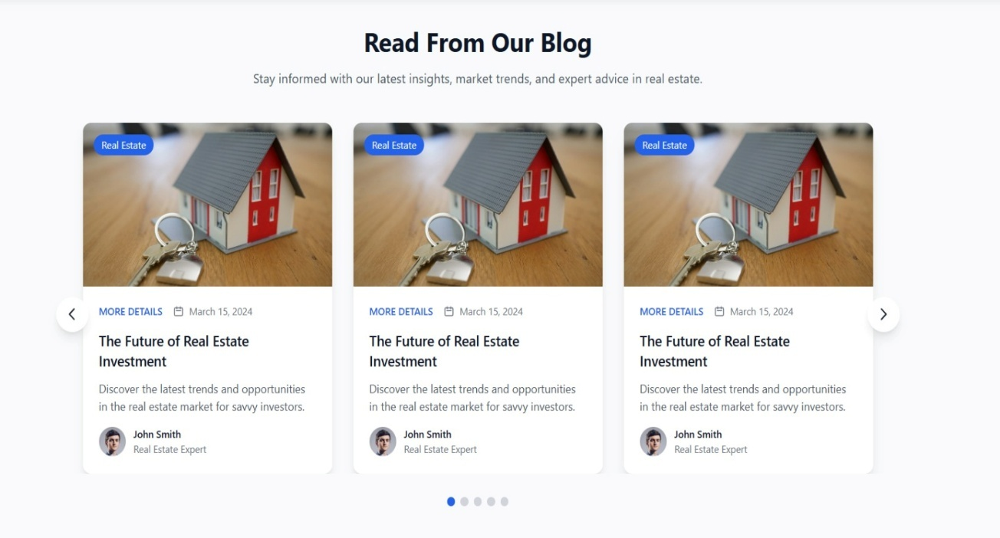 Read From Our Blog
Stay informed with our latest insights, market trends, and expert advice in real estate.
Real Estate
MORE DETAILS March 15, 2024
The Future of Real Estate
Investment
Discover the latest trends and opportunities
in the real estate market for savvy investors.
John Smith
Real Estate Expert
Real Estate
MORE DETAILS March 15, 2024
The Future of Real Estate
Investment
Discover the latest trends and opportunities
in the real estate market for savvy investors.
John Smith
Real Estate Expert
Real Estate
MORE DETAILS March 15, 2024
The Future of Real Estate
Investment
Discover the latest trends and opportunities
in the real estate market for savvy investors.
John Smith
Real Estate Expert